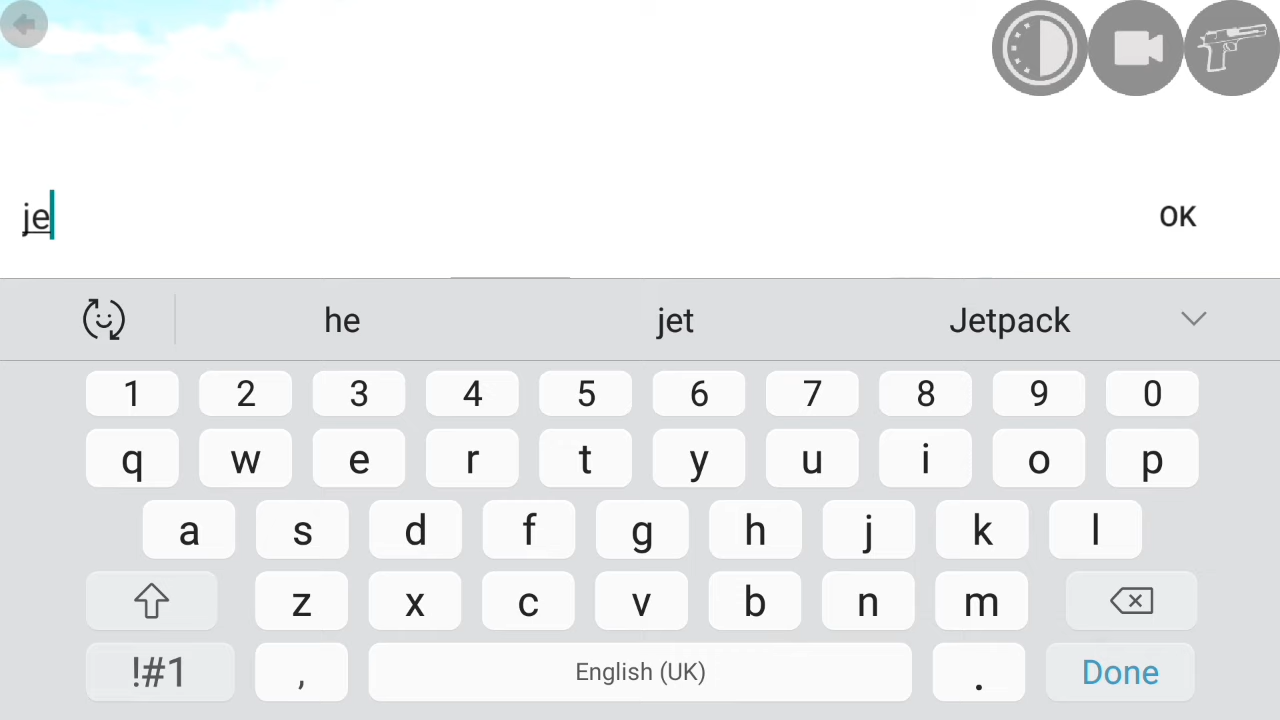 je
OK
he jet Jetpack
1 2 3 4 5 6 7 8 9 0
q w e r t y u i o p
a s d f g h j k l
z x c v b n m
!#1 , English (UK) . Done